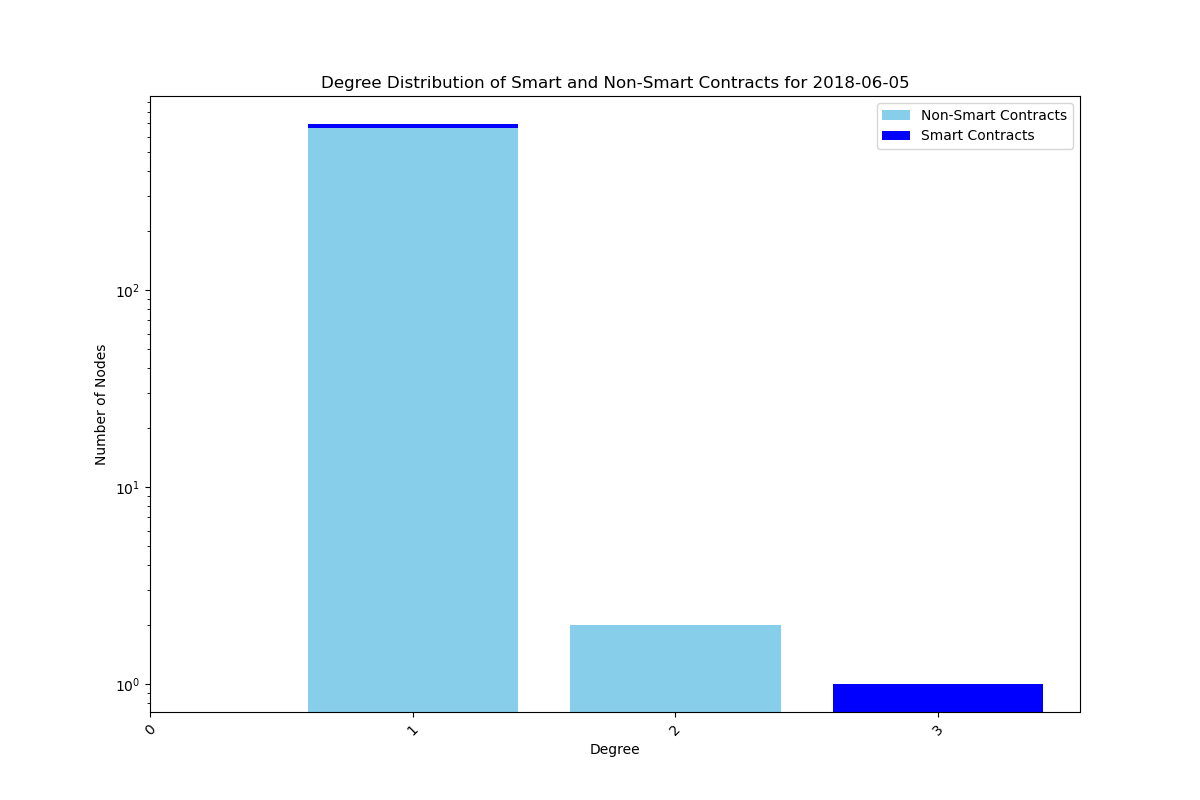 Degree Distribution of Smart and Non-Smart Contracts for 2018-06-05
Non-Smart Contracts
Smart Contracts
Number of Nodes
10²
10¹
10⁰
0
1
2
3
Degree